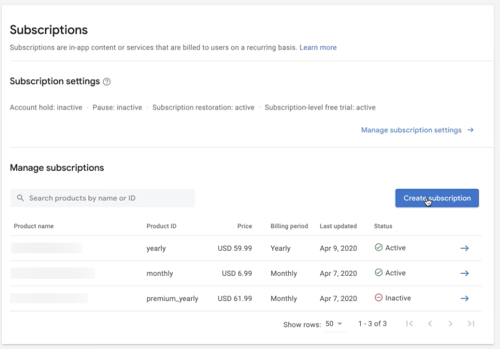 Subscriptions
Subscriptions are in-app content or services that are billed to users on a recurring basis. Learn more
Subscription settings
Account hold: inactive · Pause: inactive · Subscription restoration: active · Subscription-level free trial: active
Manage subscription settings
Manage subscriptions
Search products by name or ID
Create subscription
Product name Product ID Price Billing period Last updated Status
yearly USD 59.99 Yearly Apr 9, 2020 Active
monthly USD 6.99 Monthly Apr 7, 2020 Active
premium_yearly USD 61.99 Monthly Apr 7, 2020 Inactive
Show rows: 50 1 - 3 of 3